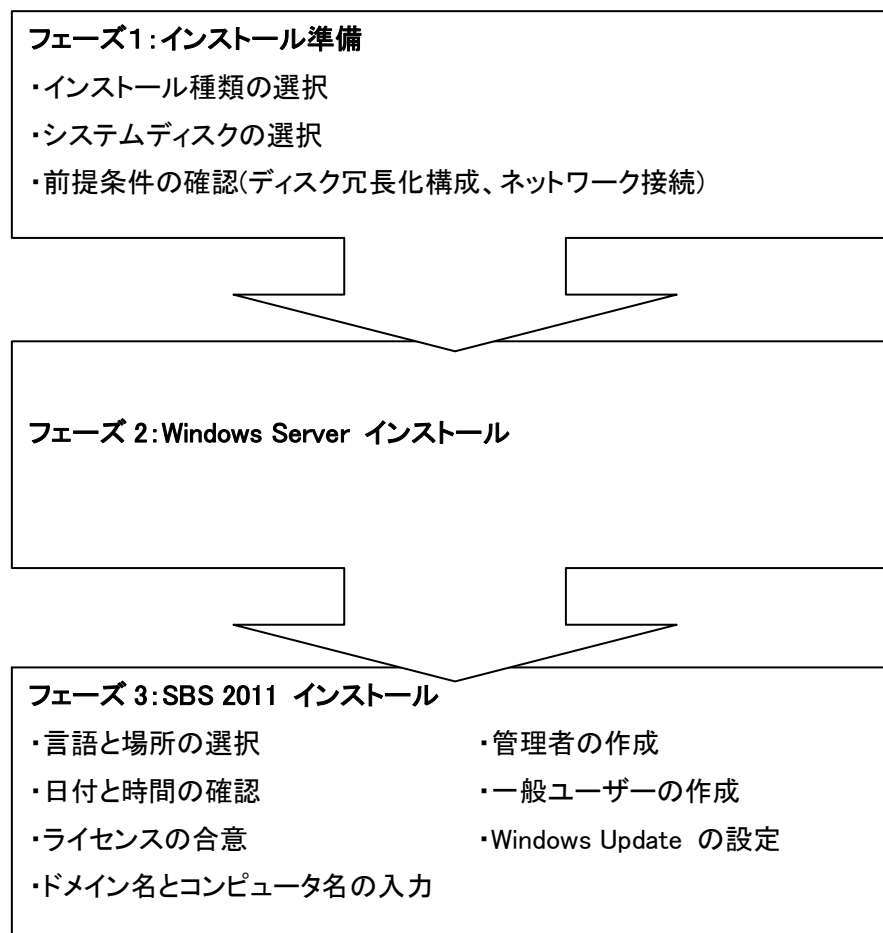 フェーズ1:インストール準備
・インストール種類の選択
・システムディスクの選択
・前提条件の確認(ディスク冗長化構成、ネットワーク接続)
フェーズ 2:Windows Server インストール
フェーズ 3:SBS 2011 インストール
・言語と場所の選択
・日付と時間の確認
・ライセンスの合意
・ドメイン名とコンピュータ名の入力
・管理者の作成
・一般ユーザーの作成
・Windows Update の設定